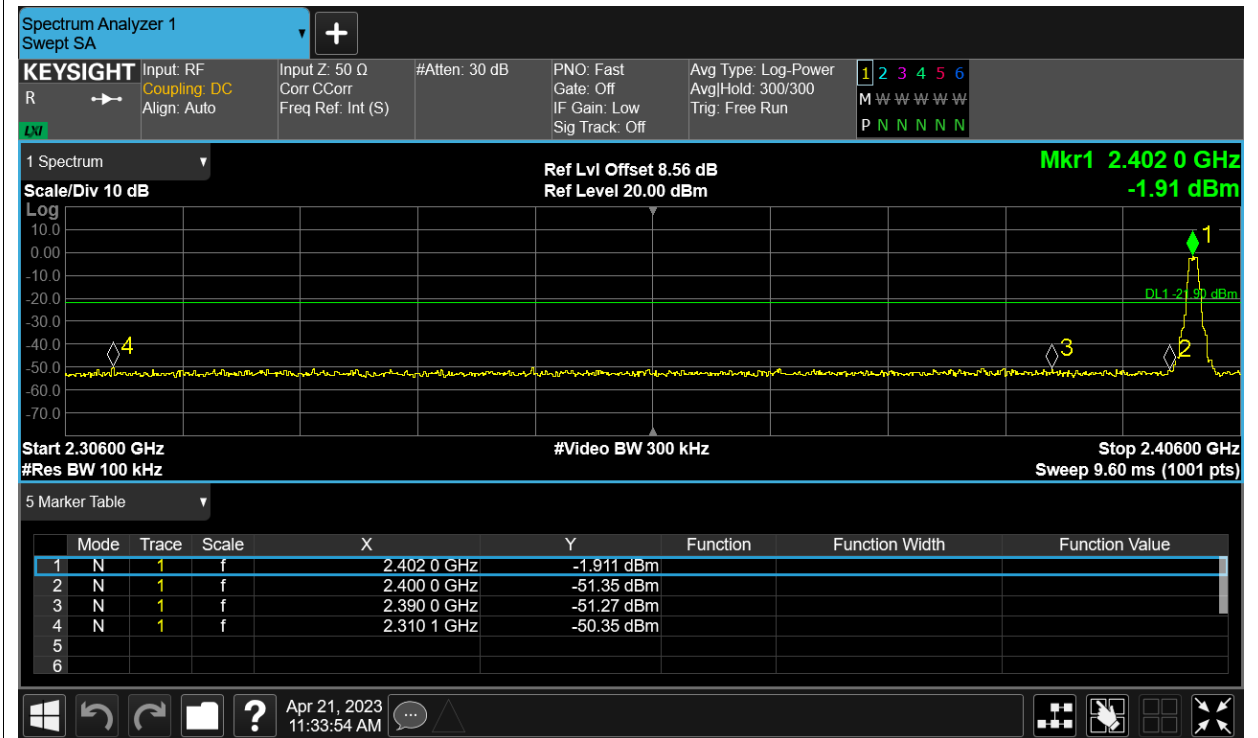 Spectrum Analyzer 1
Swept SA
+
KEYSIGHT Input: RF Input Z: 50 Ω #Atten: 30 dB PNO: Fast Avg Type: Log-Power 1 2 3 4 5 6
R Coupling: DC Corr CCorr Gate: Off Avg|Hold: 300/300 M W W W W W W
Align: Auto Freq Ref: Int (S) IF Gain: Low Trig: Free Run
LXI Sig Track: Off P N N N N N N
1 Spectrum Ref Lvl Offset 8.56 dB Mkr1 2.402 0 GHz
Scale/Div 10 dB Ref Level 20.00 dBm -1.91 dBm
Log
10.0 1
0.00
-10.0
-20.0 DL1 -21.90 dBm
-30.0
-40.0 4 3 2
-50.0
-60.0
-70.0
Start 2.30600 GHz #Video BW 300 kHz Stop 2.40600 GHz
#Res BW 100 kHz Sweep 9.60 ms (1001 pts)
5 Marker Table
Mode Trace Scale X Y Function Function Width Function Value
1 N 1 f 2.402 0 GHz -1.911 dBm
2 N 1 f 2.400 0 GHz -51.35 dBm
3 N 1 f 2.390 0 GHz -51.27 dBm
4 N 1 f 2.310 1 GHz -50.35 dBm
5
6
? Apr 21, 2023
11:33:54 AM